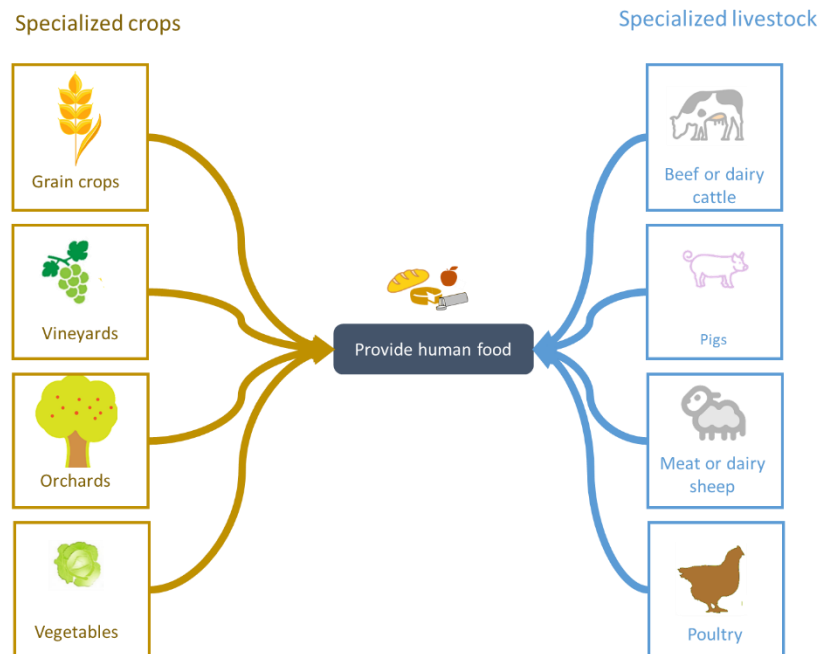 Specialized crops
Specialized livestock
Grain crops
Vineyards
Orchards
Vegetables
Provide human food
Beef or dairy
cattle
Pigs
Meat or dairy
sheep
Poultry